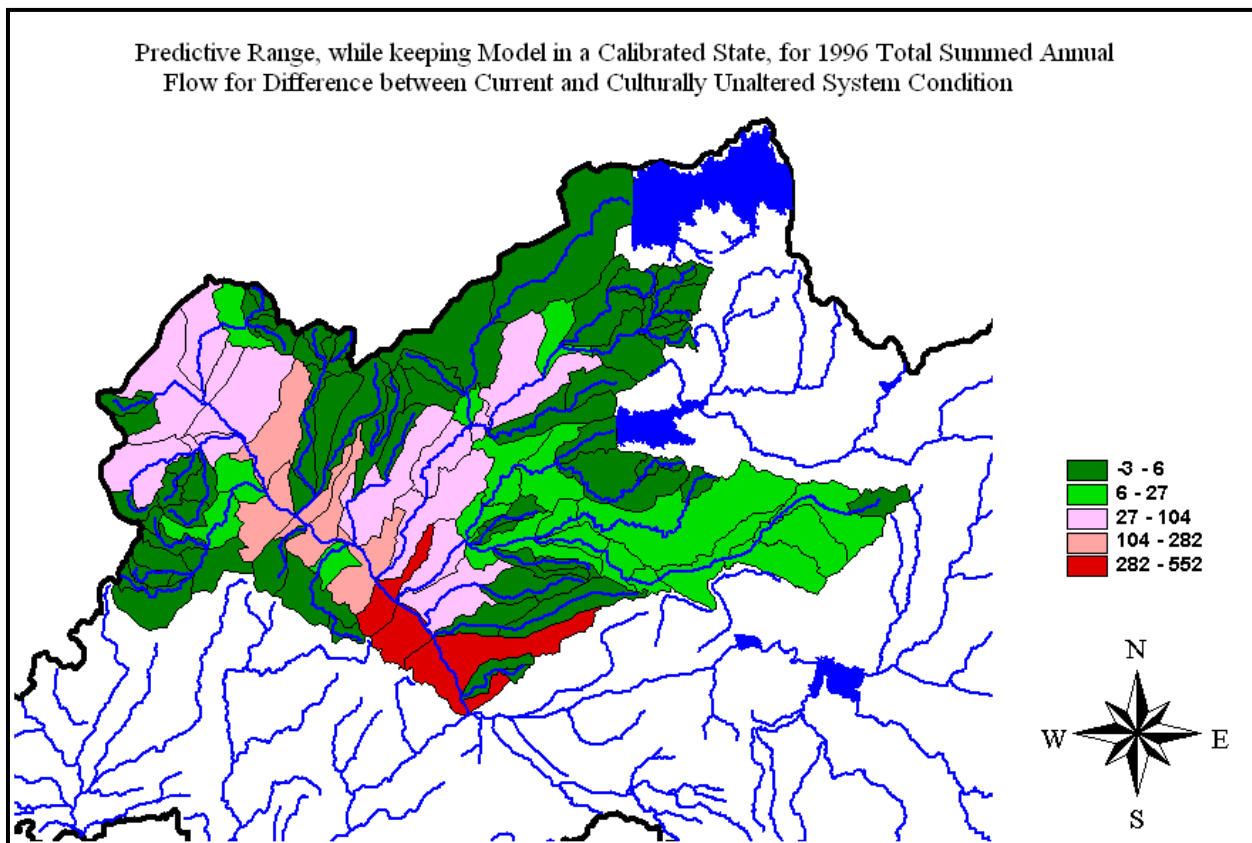 Predictive Range, while keeping Model in a Calibrated State, for 1996 Total Summed Annual
Flow for Difference between Current and Culturally Unaltered System Condition
-3 - 6
6 - 27
27 - 104
104 - 282
282 - 552
N
W E
S